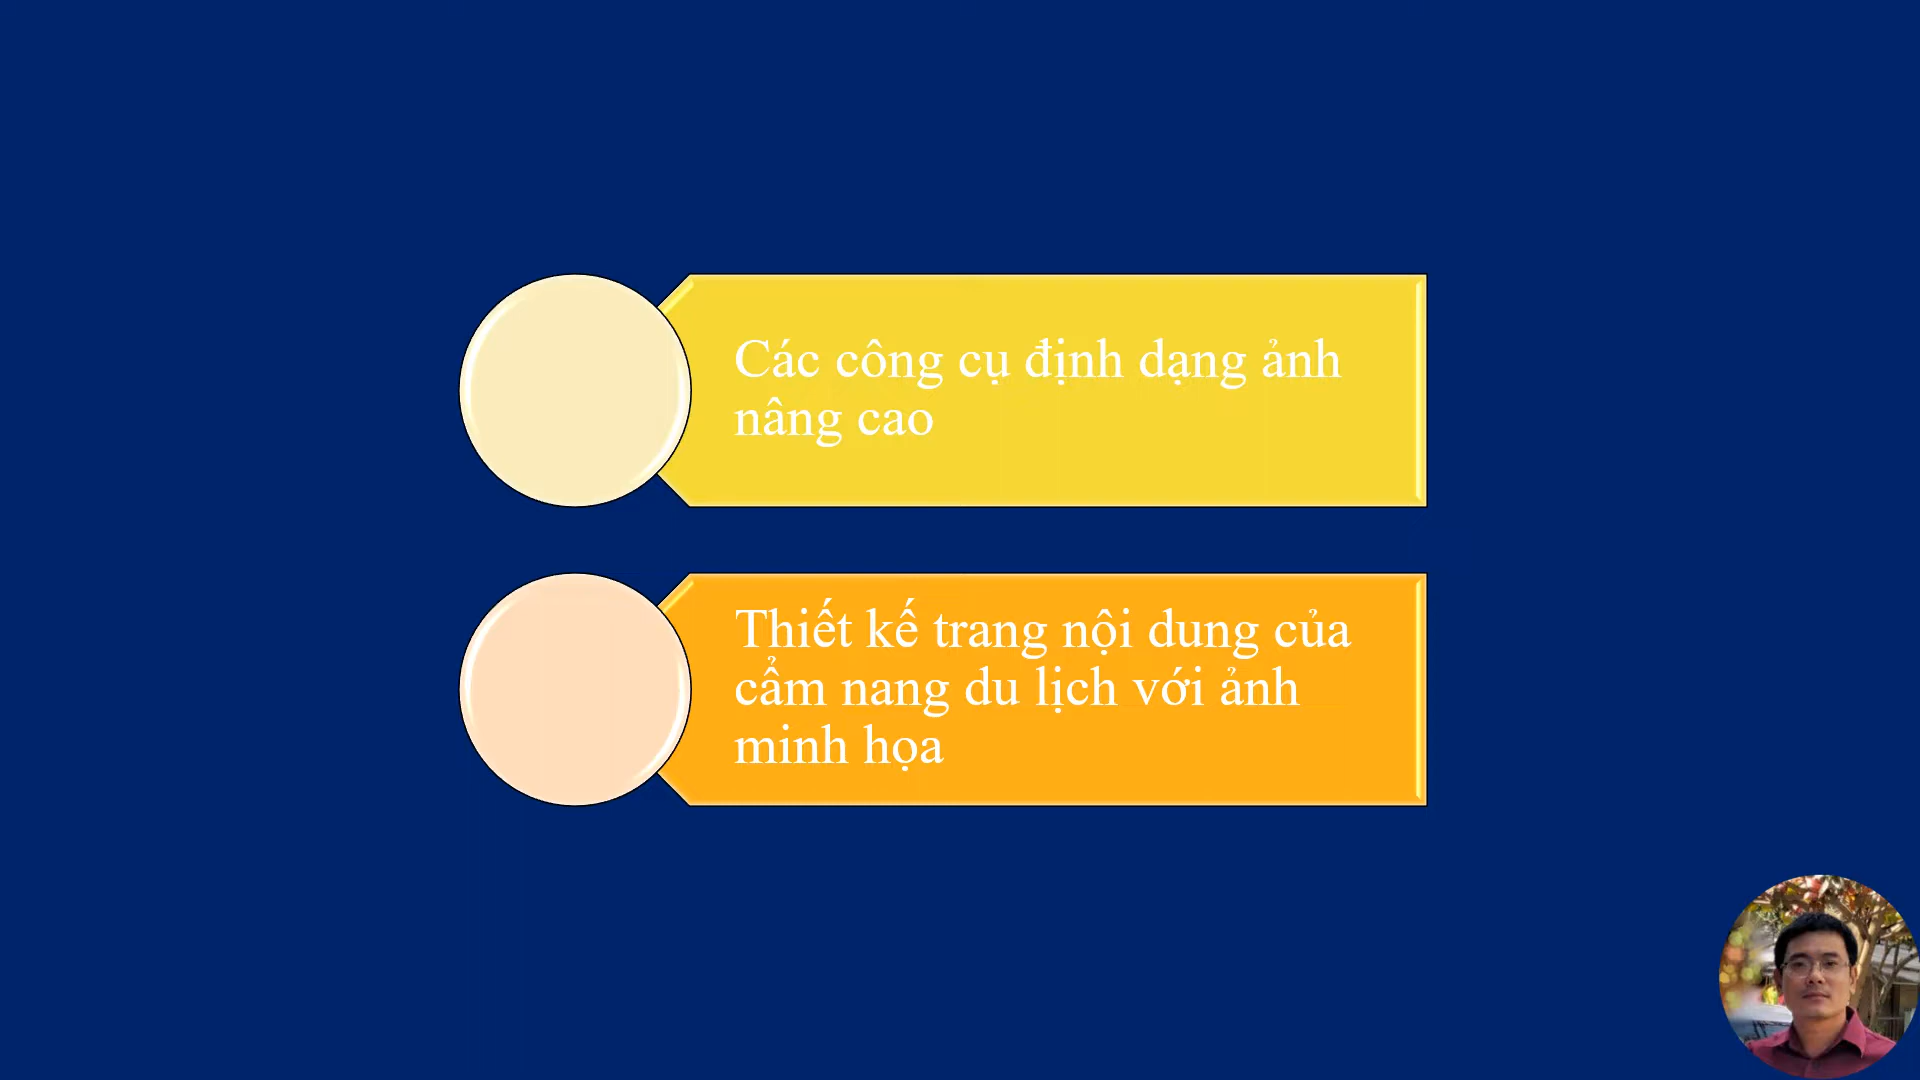 Các công cụ định dạng ảnh
nâng cao
Thiết kế trang nội dung của
cẩm nang du lịch với ảnh
minh họa